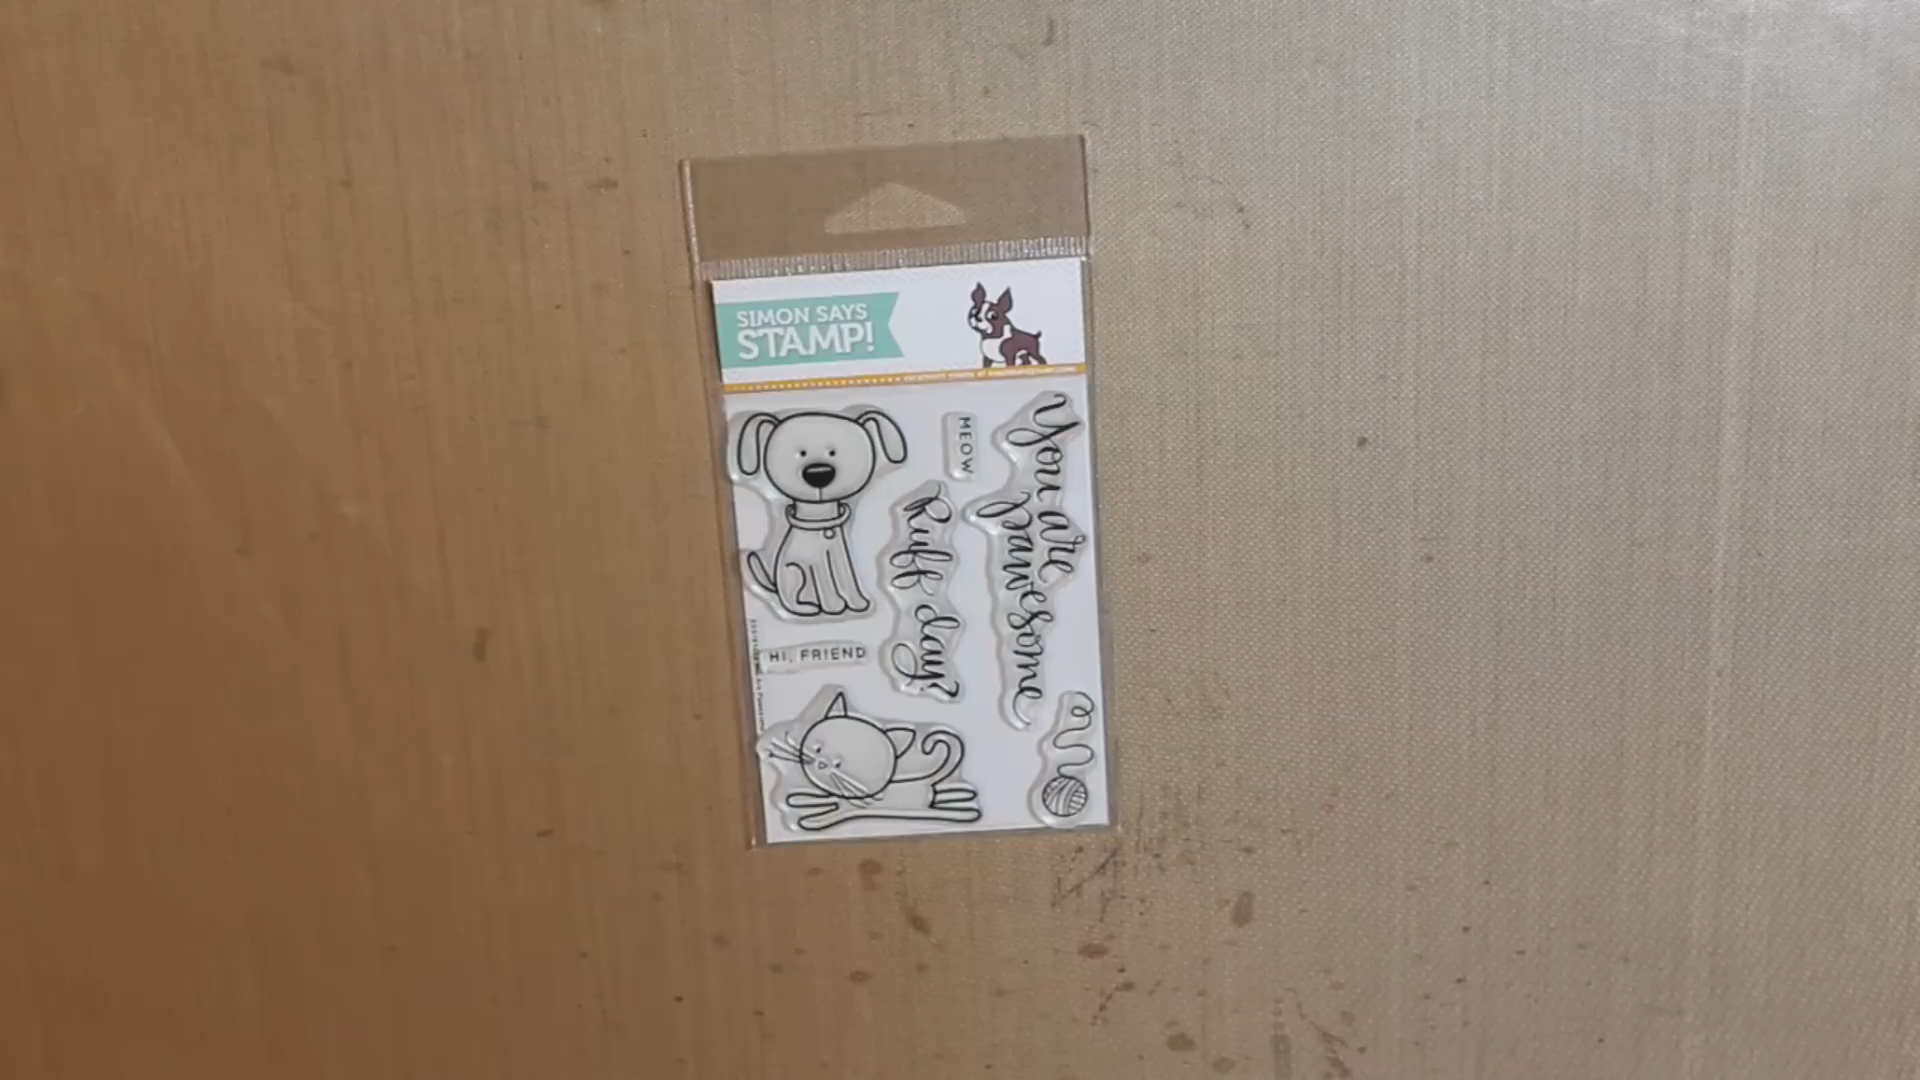 SIMON SAYS
STAMP!
MEOW
You are
pawesome
Ruff day?
HI, FRIEND